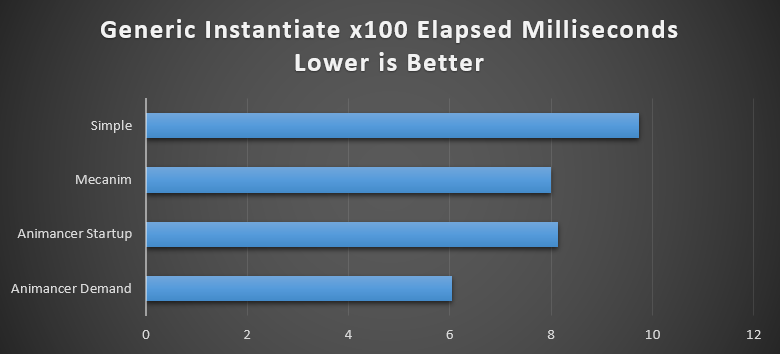 Generic Instantiate x100 Elapsed Milliseconds
Lower is Better
Simple
Mecanim
Animancer Startup
Animancer Demand
0 2 4 6 8 10 12